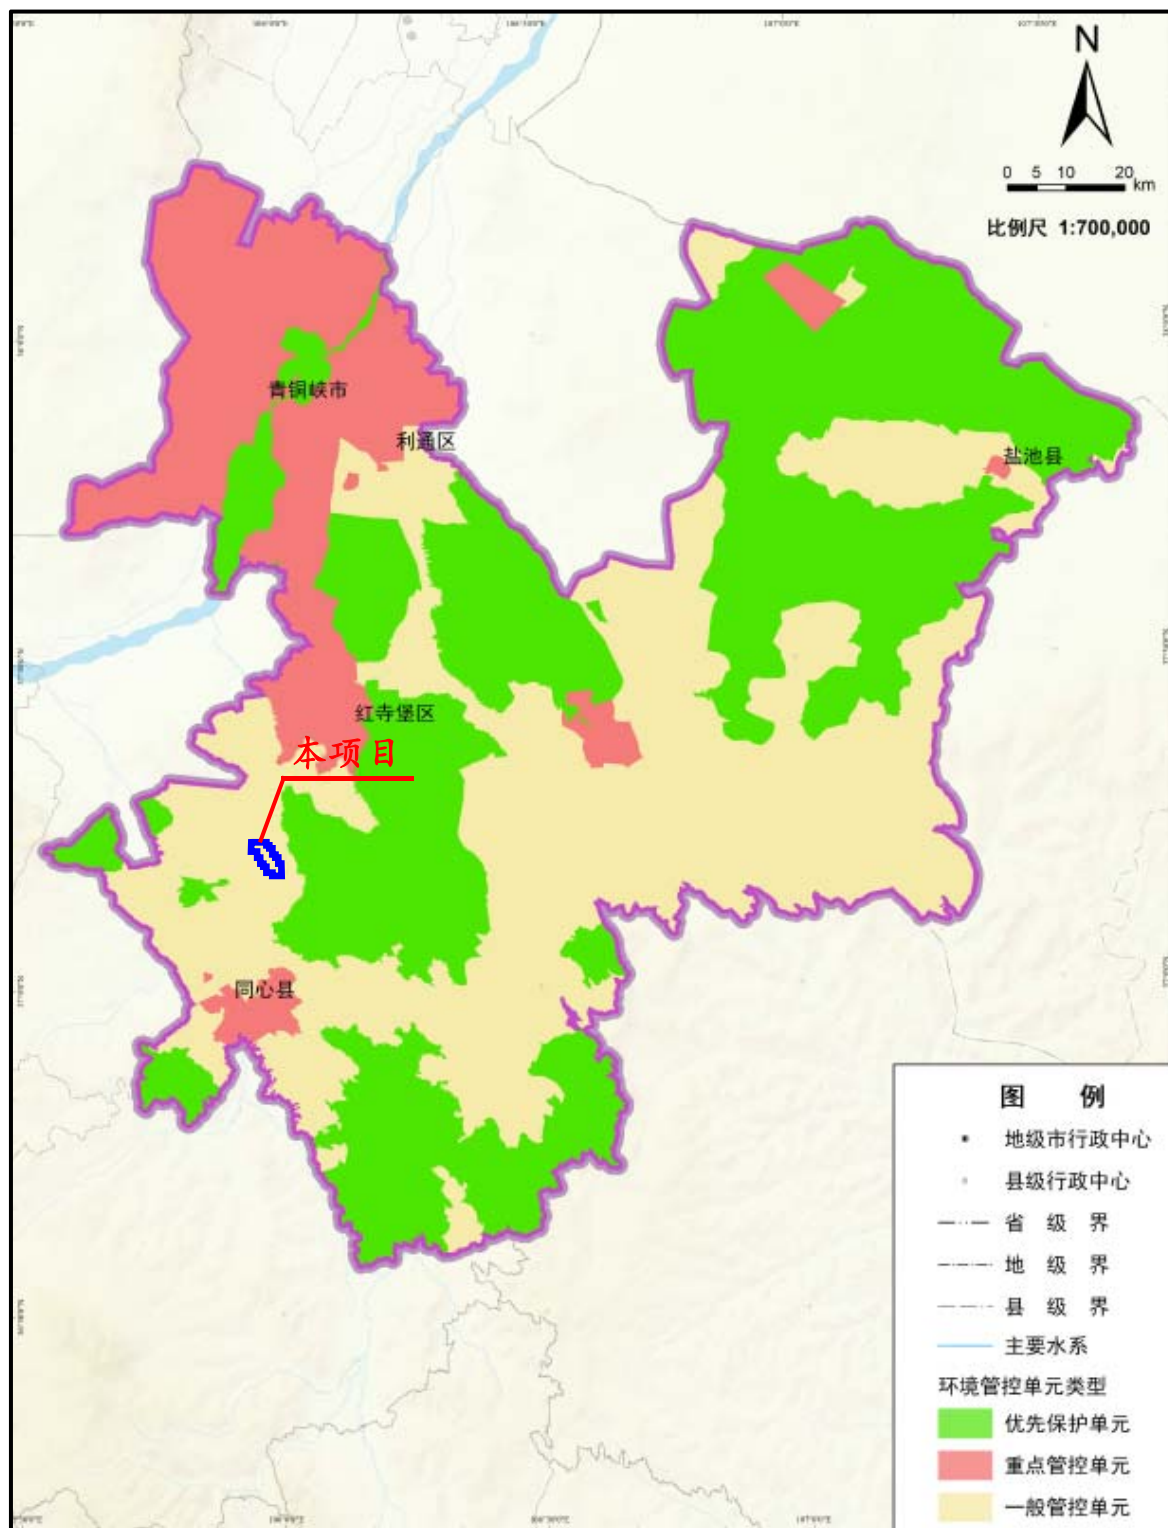 N
0 5 10 20
km
比例尺 1:700,000
青铜峡市
利通区
盐池县
红寺堡区
本项目
同心县
图 例
地级市行政中心
县级行政中心
省 级 界
地 级 界
县 级 界
主要水系
环境管控单元类型
优先保护单元
重点管控单元
一般管控单元